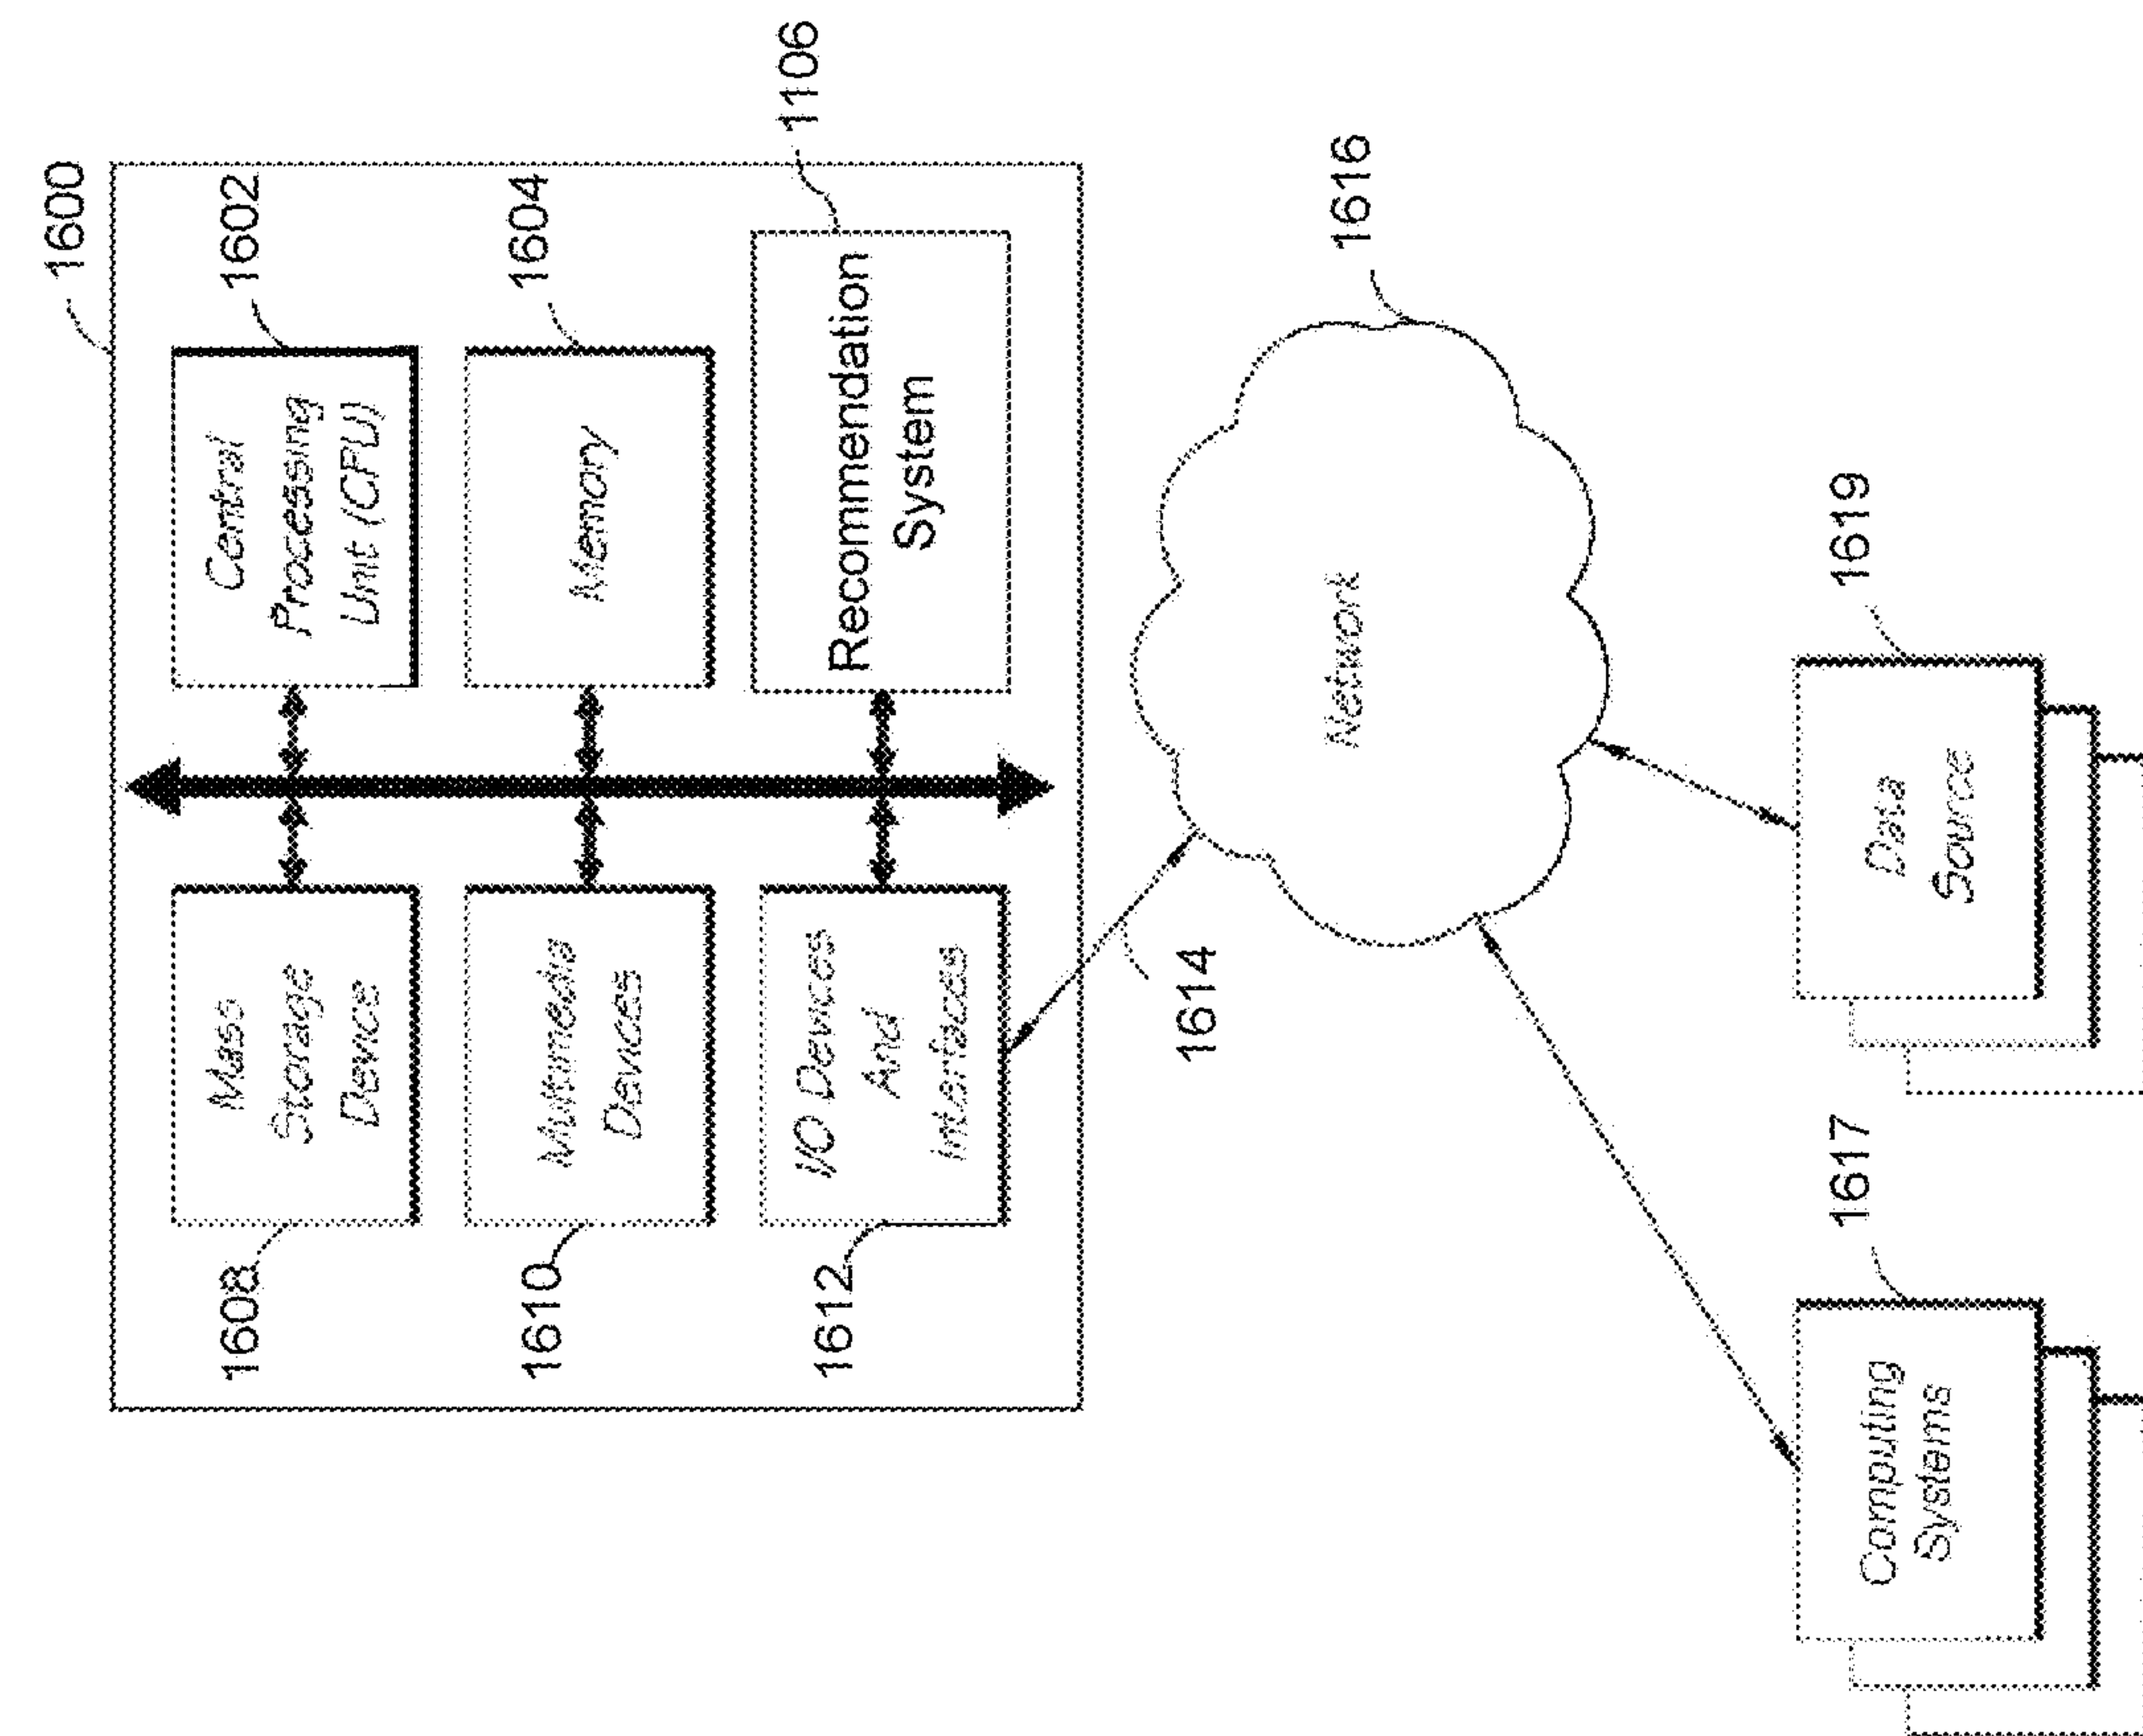 1600
Mass
Storage
Device
1608
Central
Processing
Unit (CPU)
1602
Multimedia
Devices
1610
Memory
1604
I/O Devices
And
Interfaces
1612
Recommendation
System
1106
1614
Network
1616
Computing
Systems
1617
Data
Source
1619